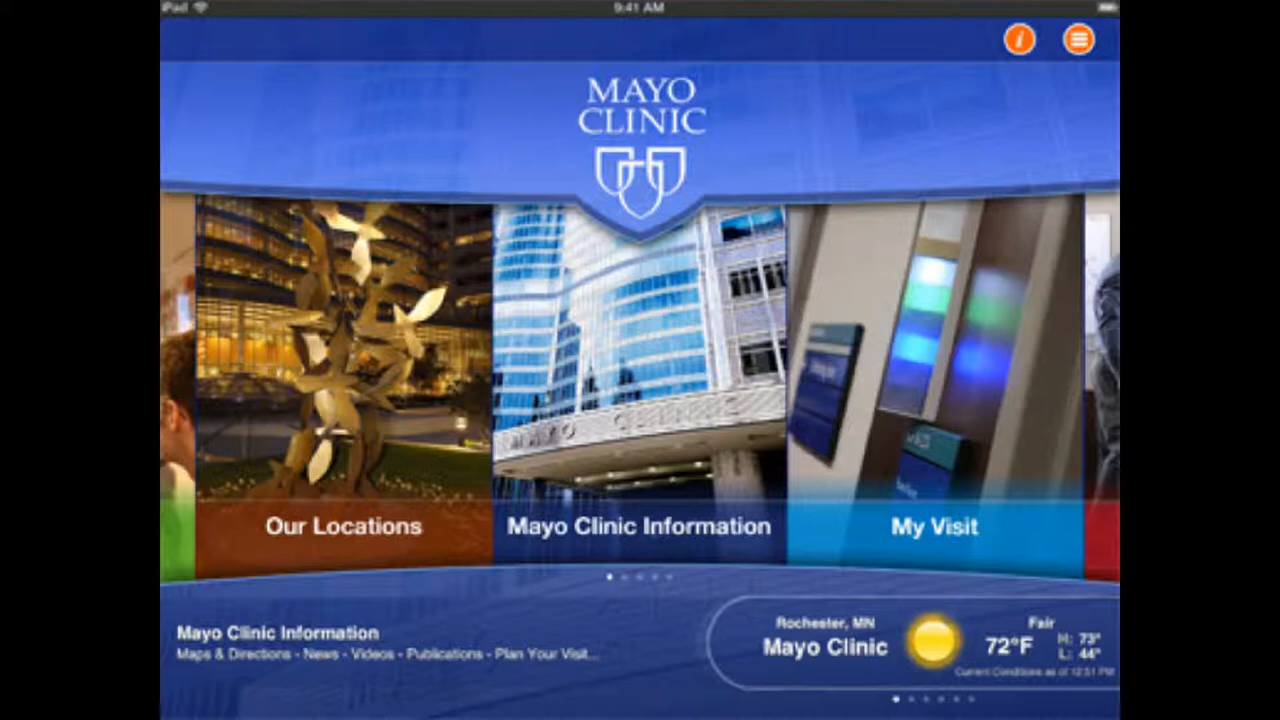 iPad
9:41 AM
i
MAYO
CLINIC
MAYO CLINIC
Our Locations
Mayo Clinic Information
My Visit
Mayo Clinic Information
Maps & Directions - News - Videos - Publications - Plan Your Visit...
Rochester, MN
Mayo Clinic
Fair
72°F
H: 73°
L: 44°
Current Conditions as of 12:51 PM